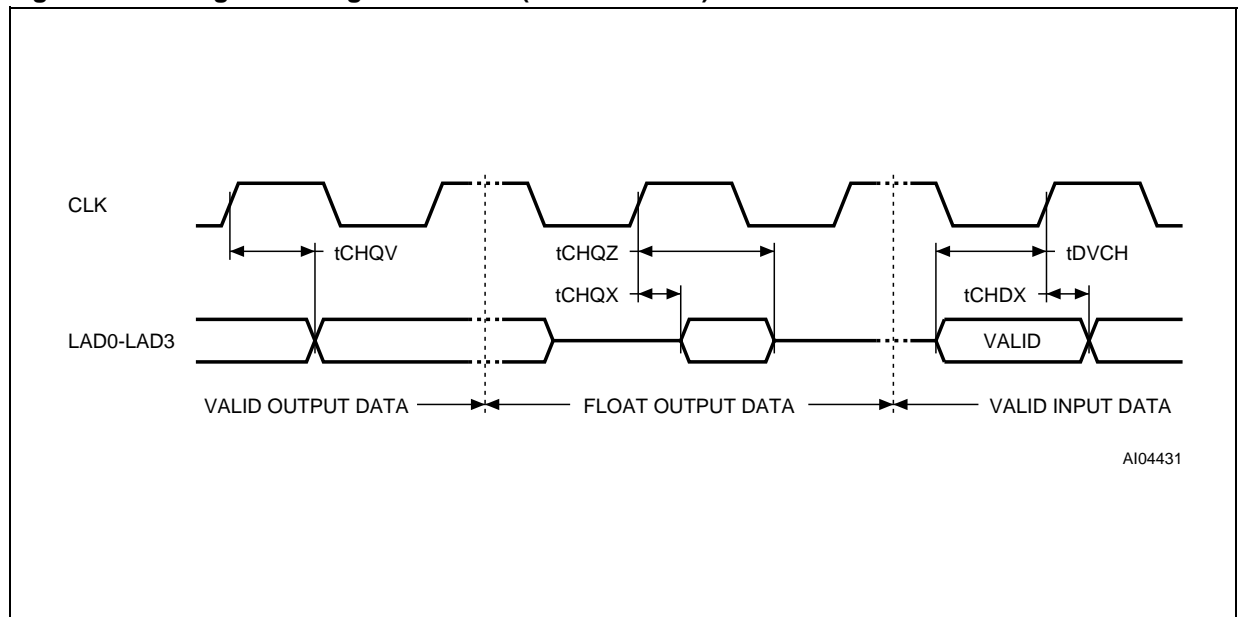 CLK
tCHQV
tCHQZ
tDVCH
tCHQX
tCHDX
LAD0-LAD3
VALID
VALID OUTPUT DATA
FLOAT OUTPUT DATA
VALID INPUT DATA
AI04431